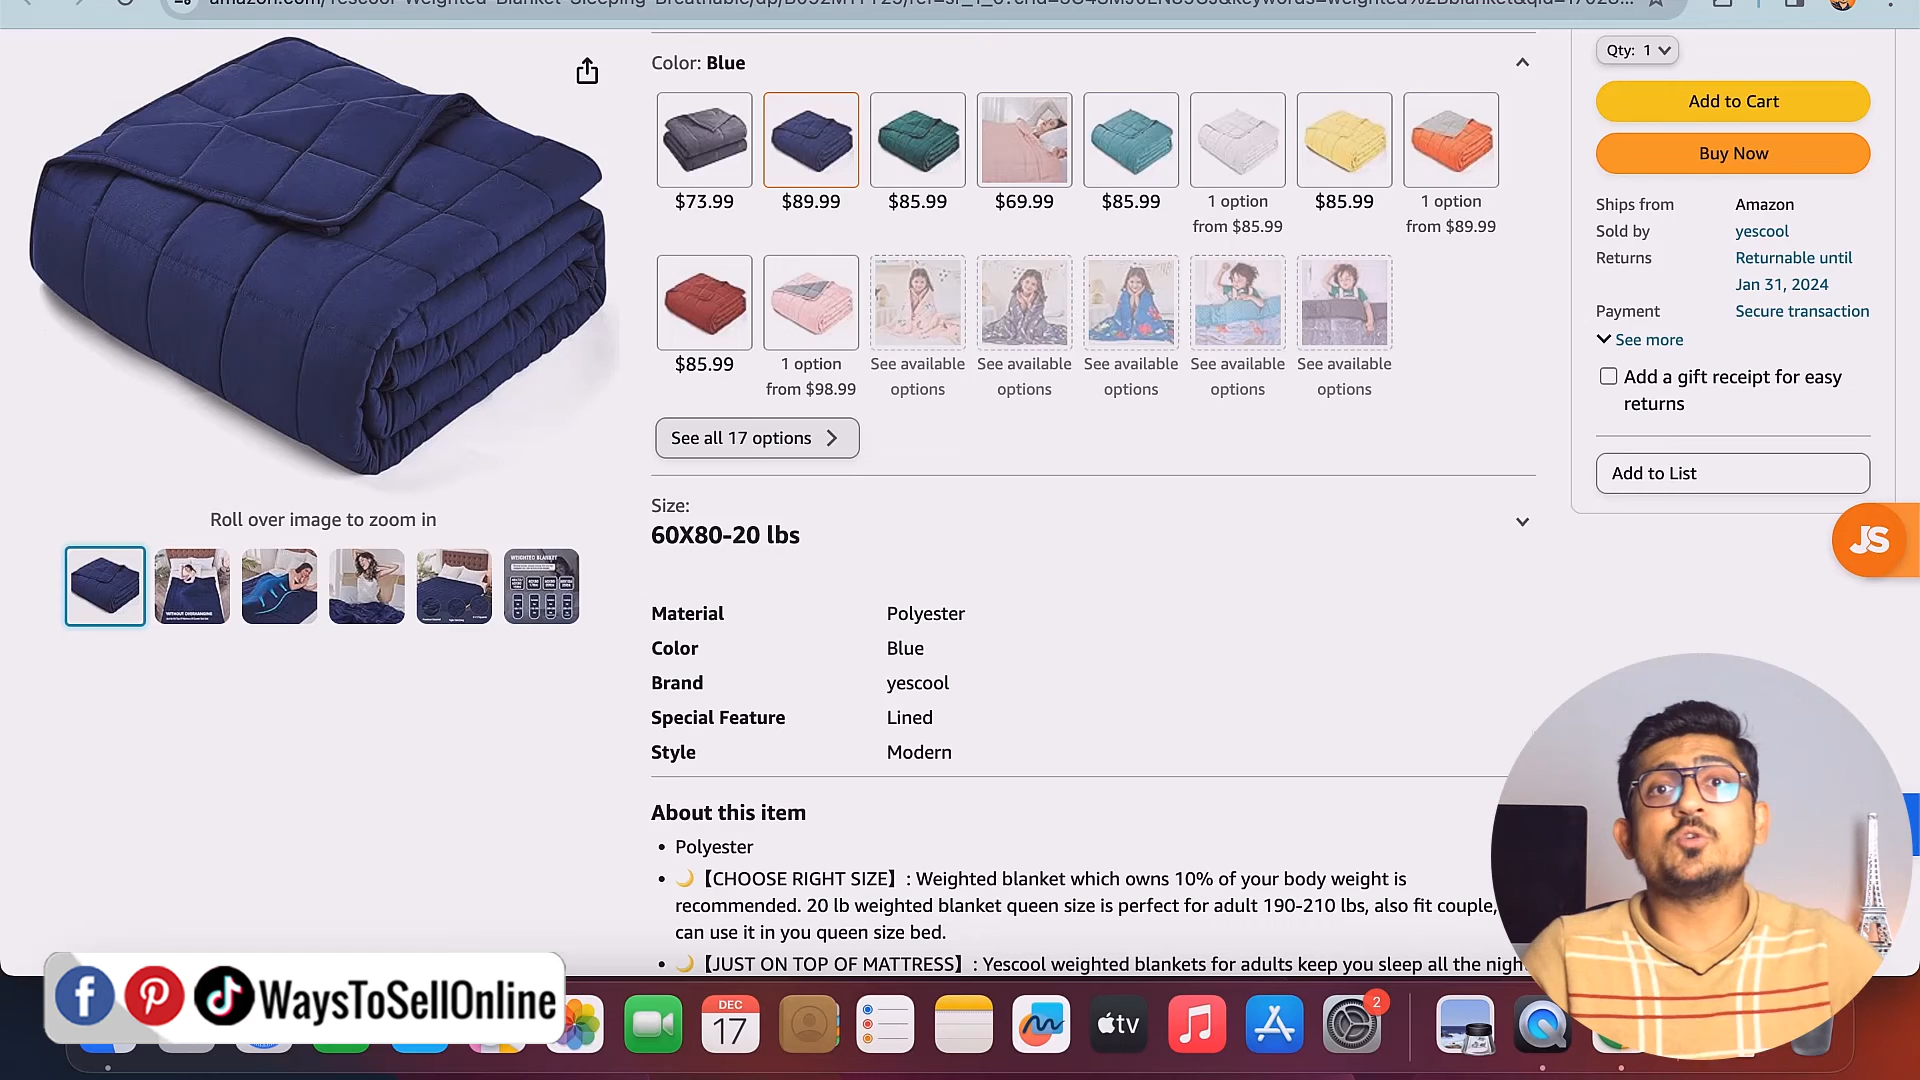 Color: Blue
$73.99
$89.99
$85.99
$69.99
$85.99
1 option
from $85.99
$85.99
1 option
from $89.99
$85.99
1 option
from $98.99
See available
options
See available
options
See available
options
See available
options
See available
options
See all 17 options
Size:
60X80-20 lbs
Material Polyester
Color Blue
Brand yescool
Special Feature Lined
Style Modern
About this item
• Polyester
• 🌙【CHOOSE RIGHT SIZE】: Weighted blanket which owns 10% of your body weight is
recommended. 20 lb weighted blanket queen size is perfect for adult 190-210 lbs, also fit couple,
can use it in you queen size bed.
• 🌙【JUST ON TOP OF MATTRESS】: Yescool weighted blankets for adults keep you sleep all the
Roll over image to zoom in
WEIGHTED BLANKET
WITHOUT OVERHANGING
Qty: 1
Add to Cart
Buy Now
Ships from Amazon
Sold by yescool
Returns Returnable until
Jan 31, 2024
Payment Secure transaction
See more
Add a gift receipt for easy
returns
Add to List
JS
WaysToSellOnline
DEC
17
tv
2